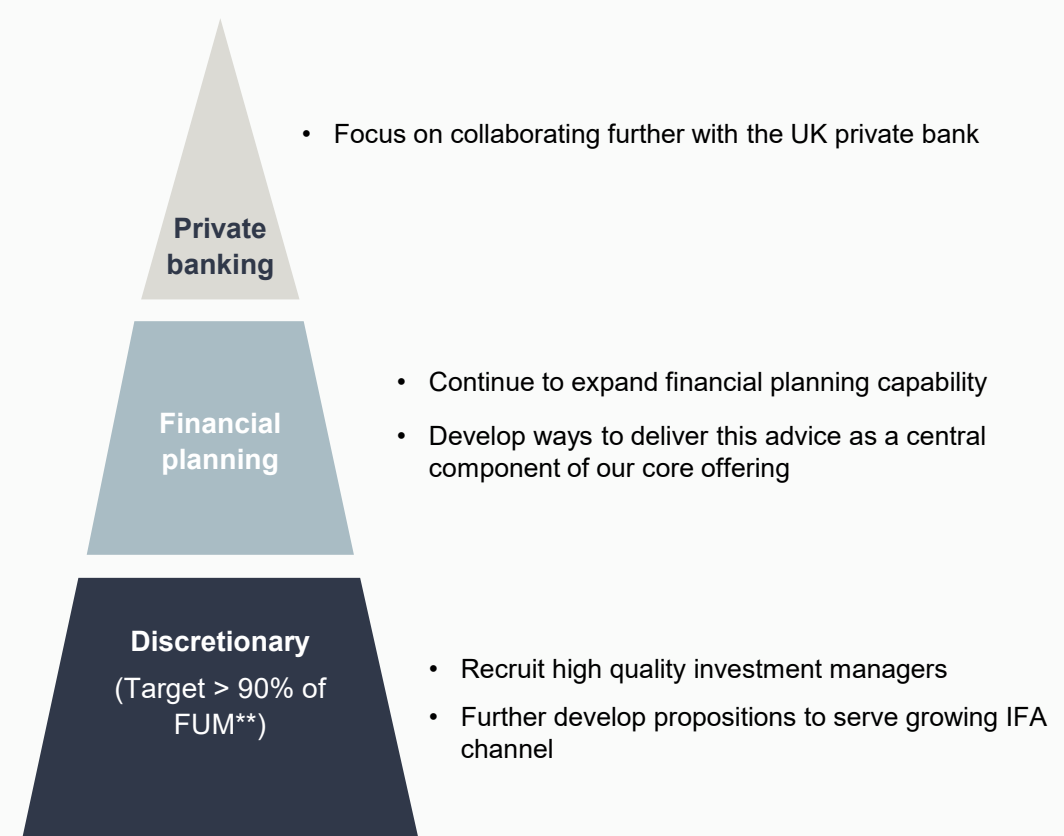 • Focus on collaborating further with the UK private bank
Private
banking
• Continue to expand financial planning capability
Financial
planning
• Develop ways to deliver this advice as a central
component of our core offering
Discretionary
(Target > 90% of
FUM**)
• Recruit high quality investment managers
• Further develop propositions to serve growing IFA
channel